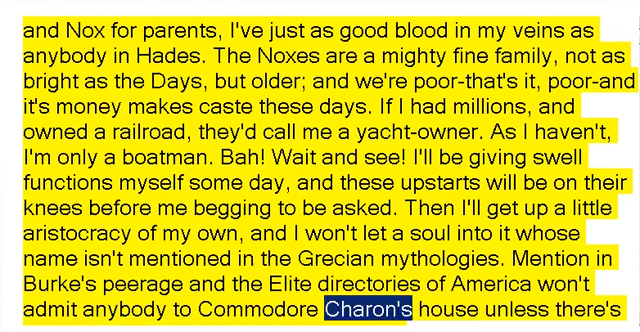 and Nox for parents, I've just as good blood in my veins as
anybody in Hades. The Noxes are a mighty fine family, not as
bright as the Days, but older; and we're poor-that's it, poor-and
it's money makes caste these days. If I had millions, and
owned a railroad, they'd call me a yacht-owner. As I haven't,
I'm only a boatman. Bah! Wait and see! I'll be giving swell
functions myself some day, and these upstarts will be on their
knees before me begging to be asked. Then I'll get up a little
aristocracy of my own, and I won't let a soul into it whose
name isn't mentioned in the Grecian mythologies. Mention in
Burke's peerage and the Elite directories of America won't
admit anybody to Commodore Charon's house unless there's